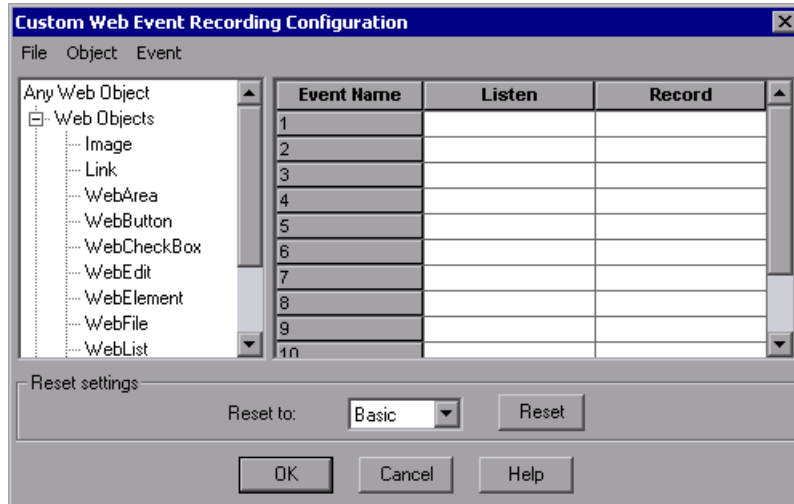 Custom Web Event Recording Configuration
File Object Event
Any Web Object
Web Objects
Image
Link
WebArea
WebButton
WebCheckBox
WebEdit
WebElement
WebFile
WebList
Event Name Listen Record
1
2
3
4
5
6
7
8
9
10
Reset settings
Reset to: Basic Reset
OK Cancel Help